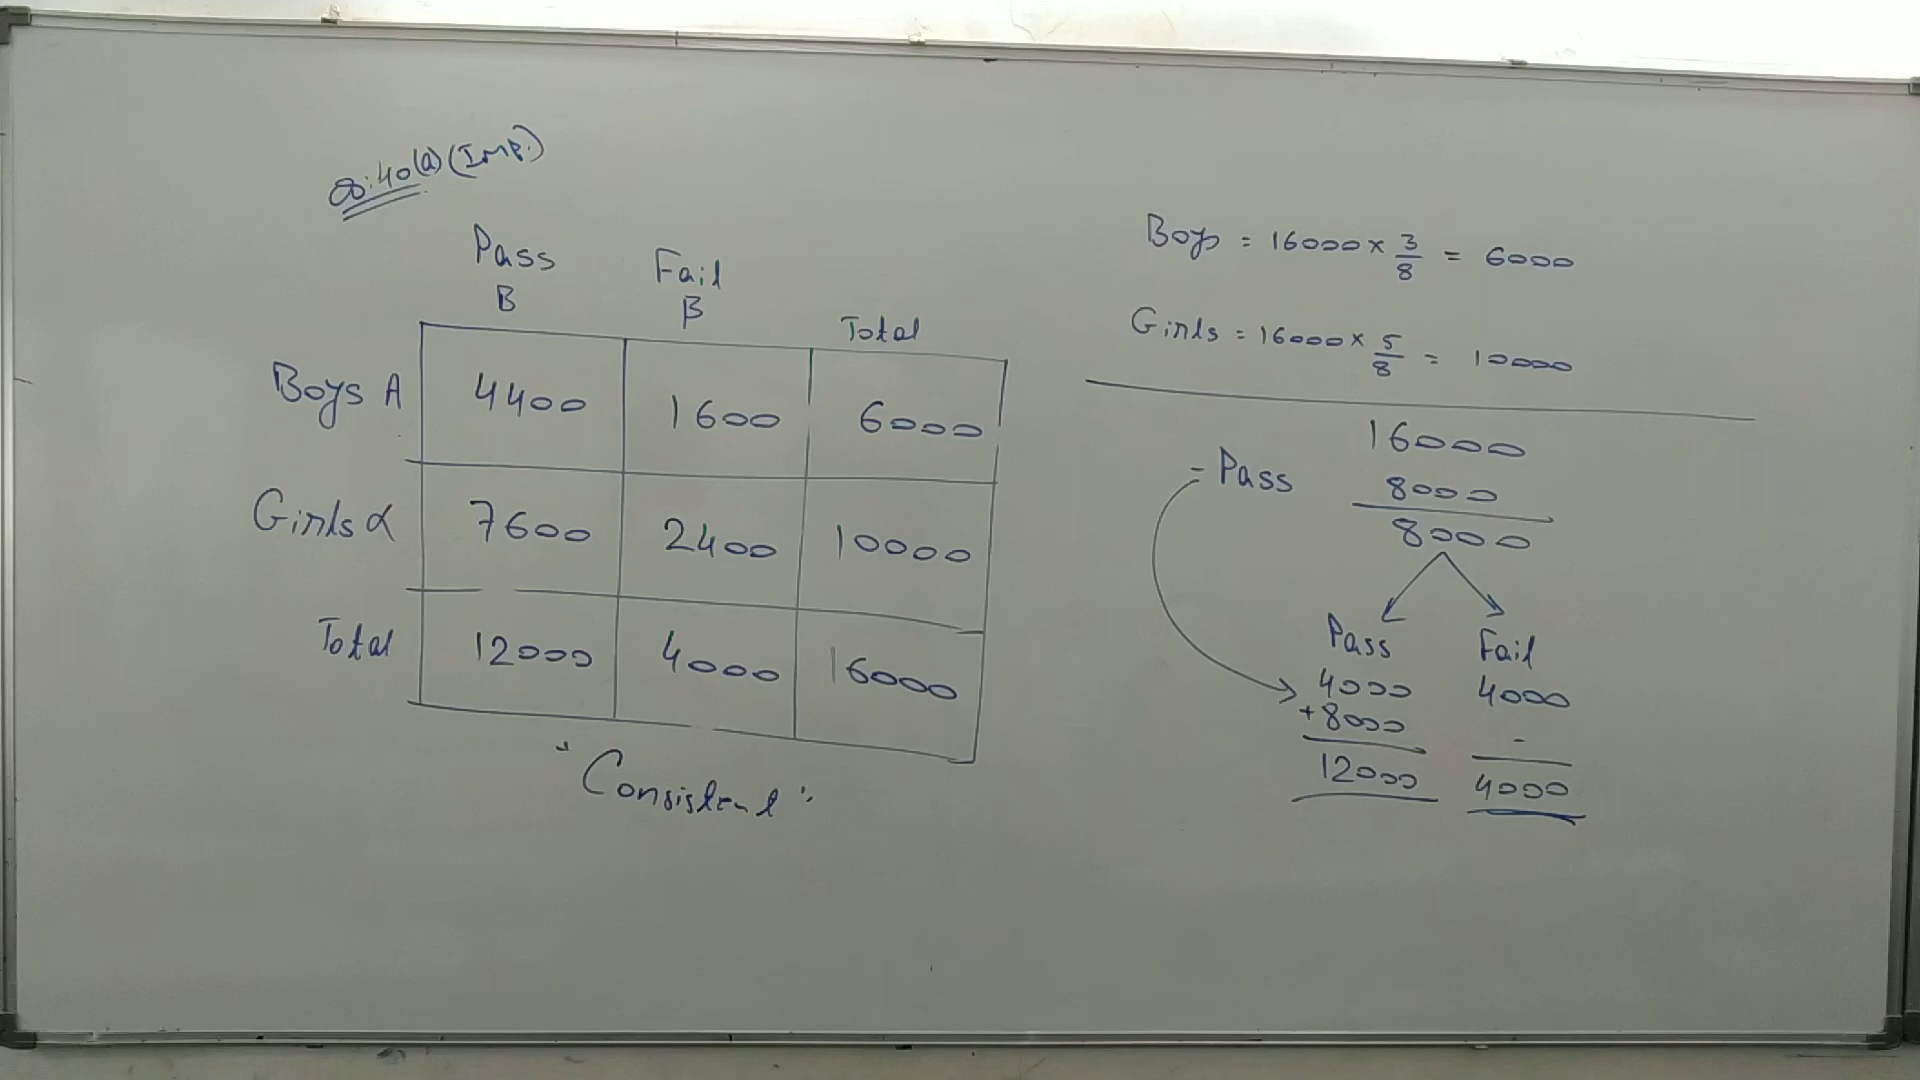 Q:40(a) (Imp.)
Pass Fail
B β Total
Boys A 4400 1600 6000
Girls α 7600 2400 10000
Total 12000 4000 16000
"Consistent"
Boys = 16000 × 3/8 = 6000
Girls = 16000 × 5/8 = 10000
16000
- Pass 8000
8000
Pass Fail
4000 4000
+8000 -
12000 4000